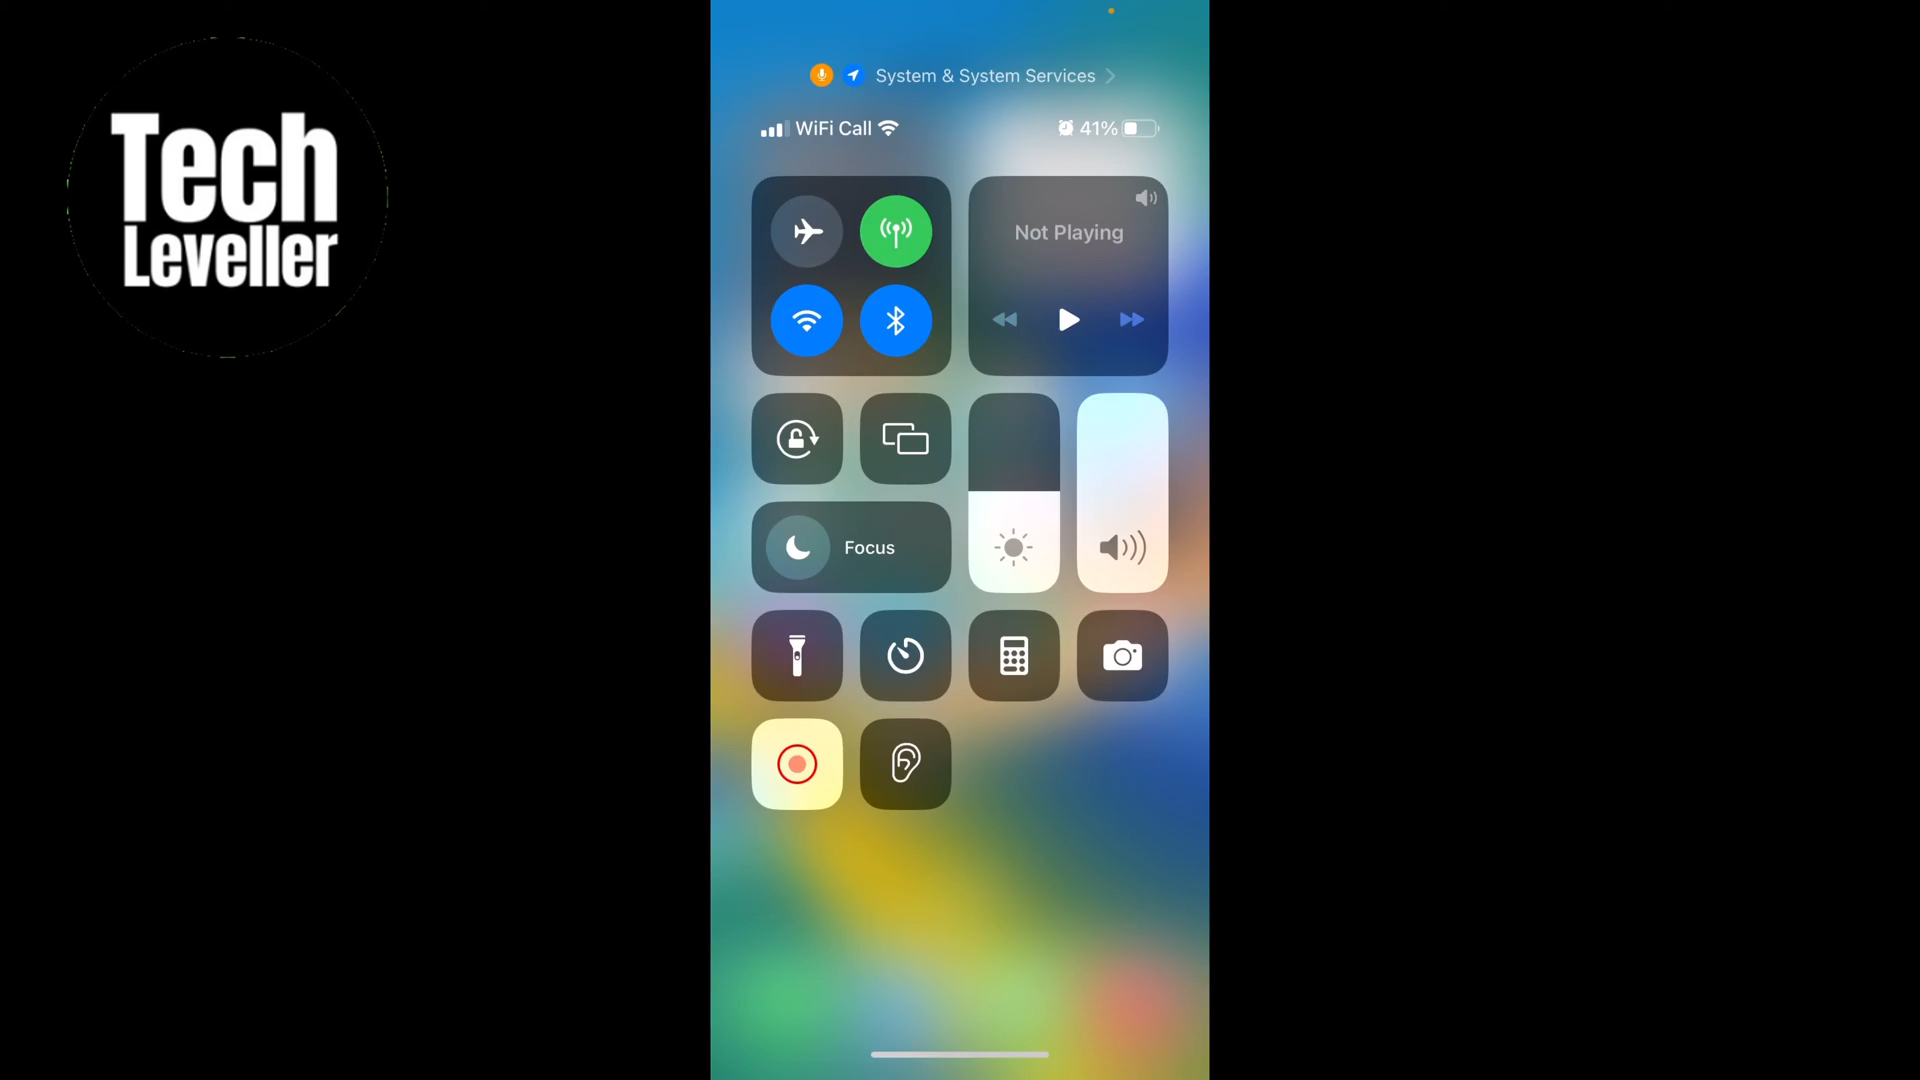 Tech
Leveller
System & System Services
WiFi Call
41%
Not Playing
Focus